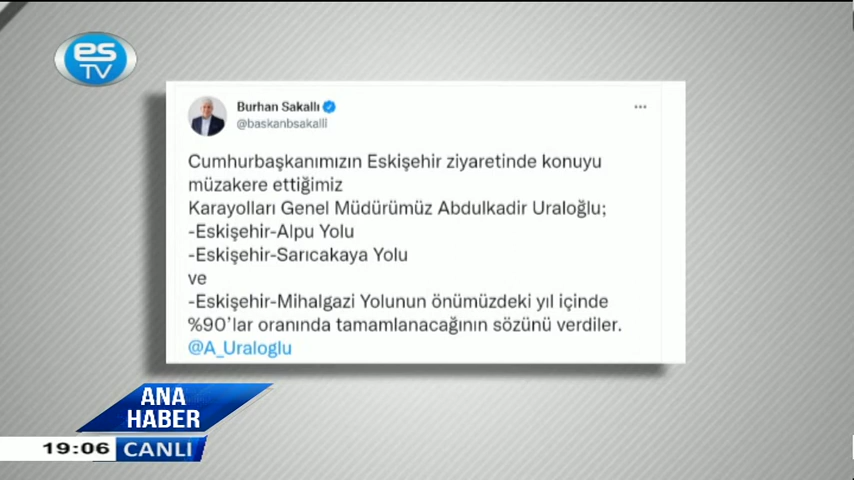 es
TV
Burhan Sakallı
@baskanbsakalli
Cumhurbaşkanımızın Eskişehir ziyaretinde konuyu
müzakere ettiğimiz
Karayolları Genel Müdürümüz Abdulkadir Uraloğlu;
-Eskişehir-Alpu Yolu
-Eskişehir-Sarıcakaya Yolu
ve
-Eskişehir-Mihalgazi Yolunun önümüzdeki yıl içinde
%90'lar oranında tamamlanacağının sözünü verdiler.
@A_Uraloglu
ANA
HABER
19:06 CANLI